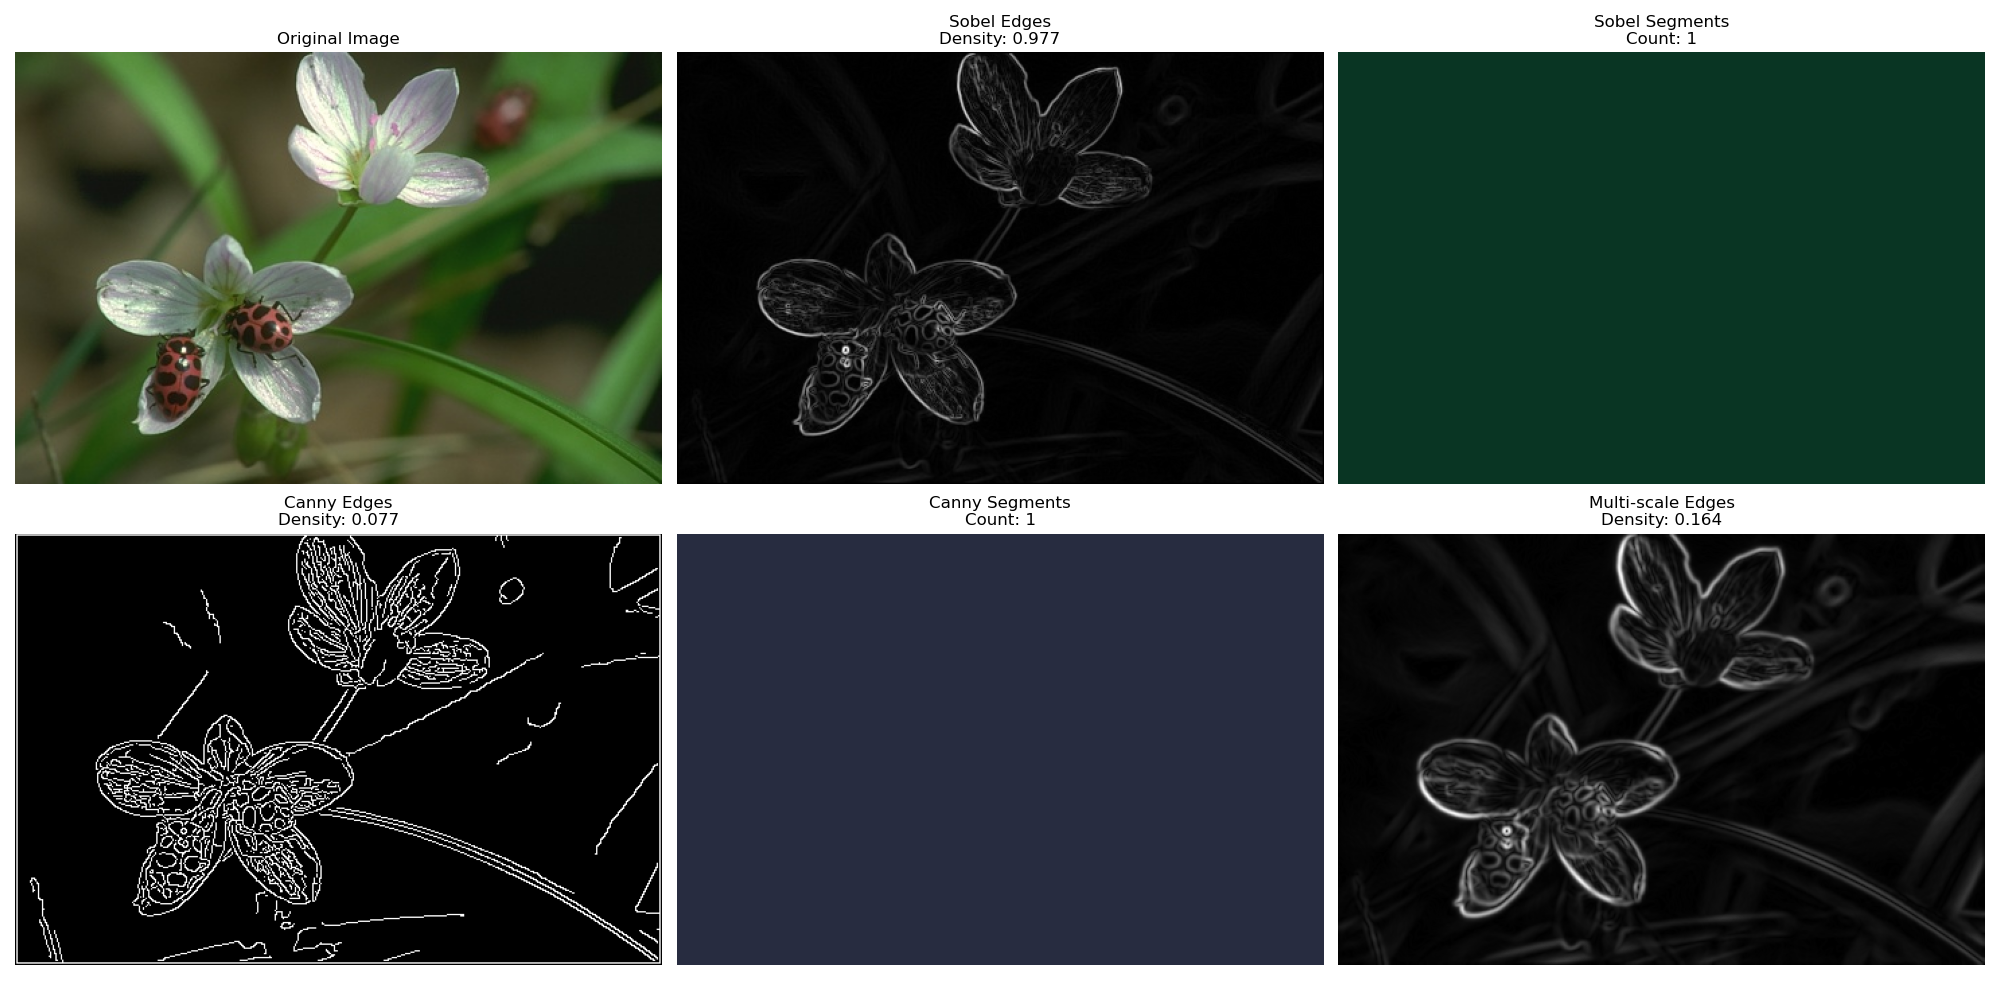 Original Image
Sobel Edges
Density: 0.977
Sobel Segments
Count: 1
Canny Edges
Density: 0.077
Canny Segments
Count: 1
Multi-scale Edges
Density: 0.164